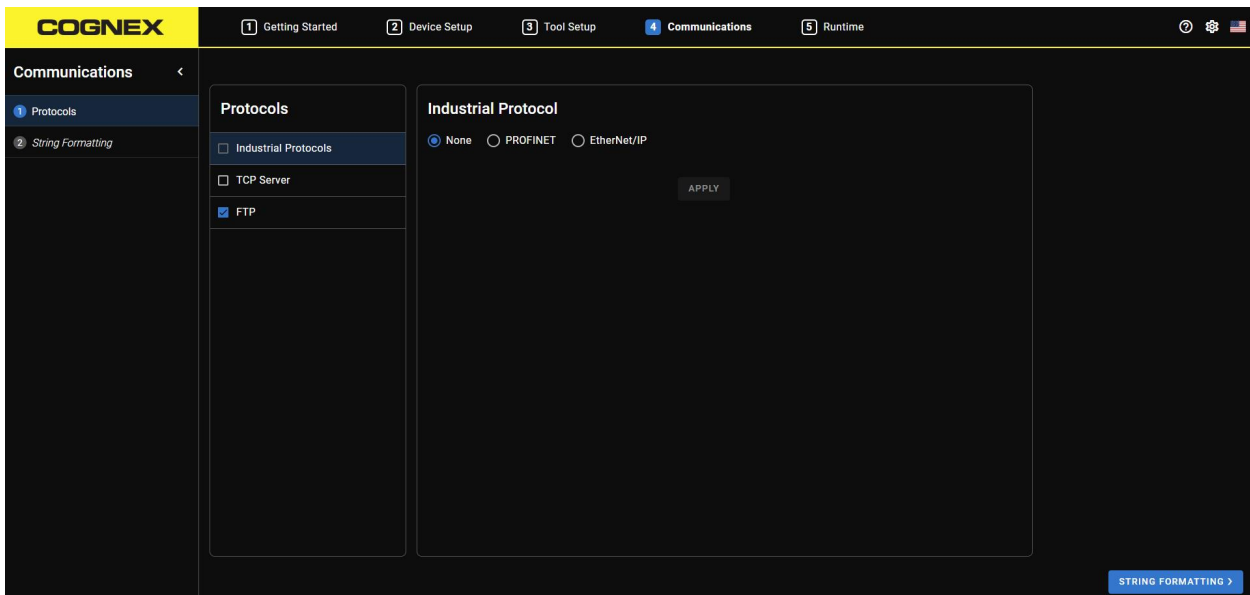 COGNEX
1 Getting Started
2 Device Setup
3 Tool Setup
4 Communications
5 Runtime
Communications
1 Protocols
2 String Formatting
Protocols
Industrial Protocols
TCP Server
FTP
Industrial Protocol
None PROFINET EtherNet/IP
APPLY
STRING FORMATTING